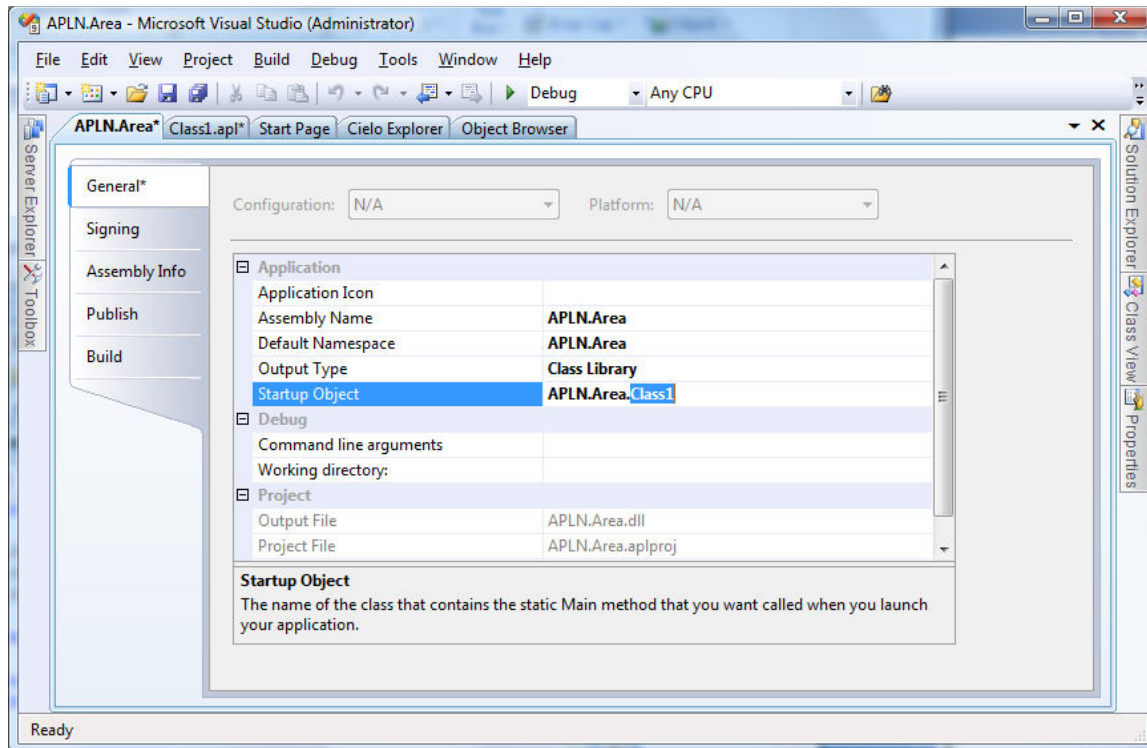 APLN.Area - Microsoft Visual Studio (Administrator)
File Edit View Project Build Debug Tools Window Help
Debug Any CPU
APLN.Area* Class1.apl* Start Page Cielo Explorer Object Browser
Server Explorer
Toolbox
General*
Signing
Assembly Info
Publish
Build
Configuration: N/A Platform: N/A
Application
Application Icon
Assembly Name APLN.Area
Default Namespace APLN.Area
Output Type Class Library
Startup Object APLN.Area.Class1
Debug
Command line arguments
Working directory:
Project
Output File APLN.Area.dll
Project File APLN.Area.aplproj
Startup Object
The name of the class that contains the static Main method that you want called when you launch
your application.
Solution Explorer
Class View
Properties
Ready